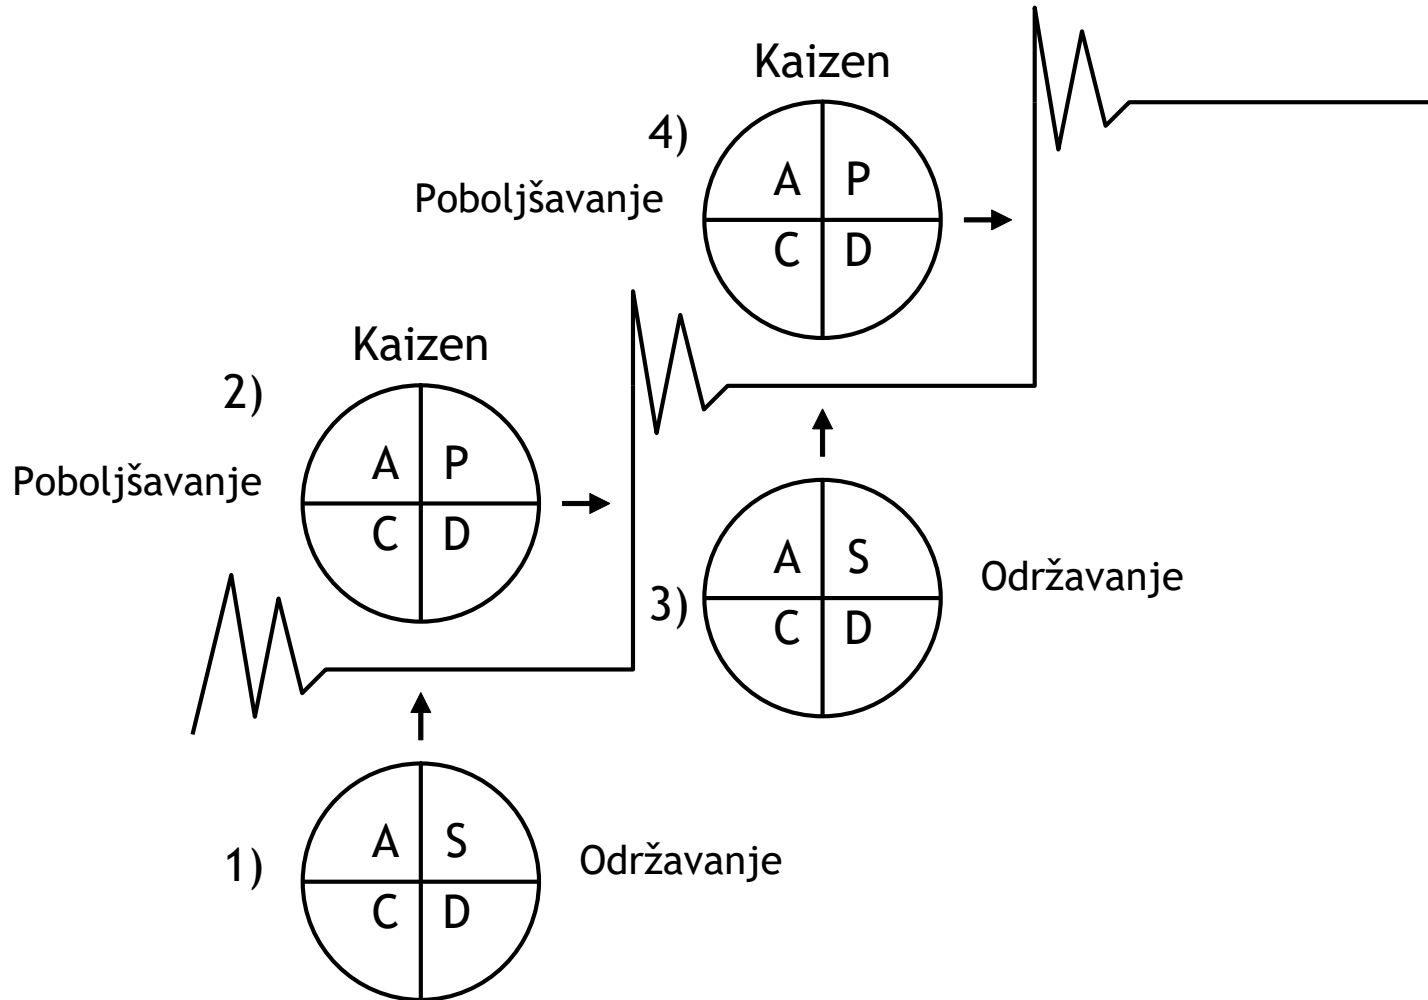 Kaizen
4)
Poboljšavanje
A P
C D
Kaizen
2)
Poboljšavanje
A P
C D
A S
C D
3)
Održavanje
A S
C D
1)
Održavanje